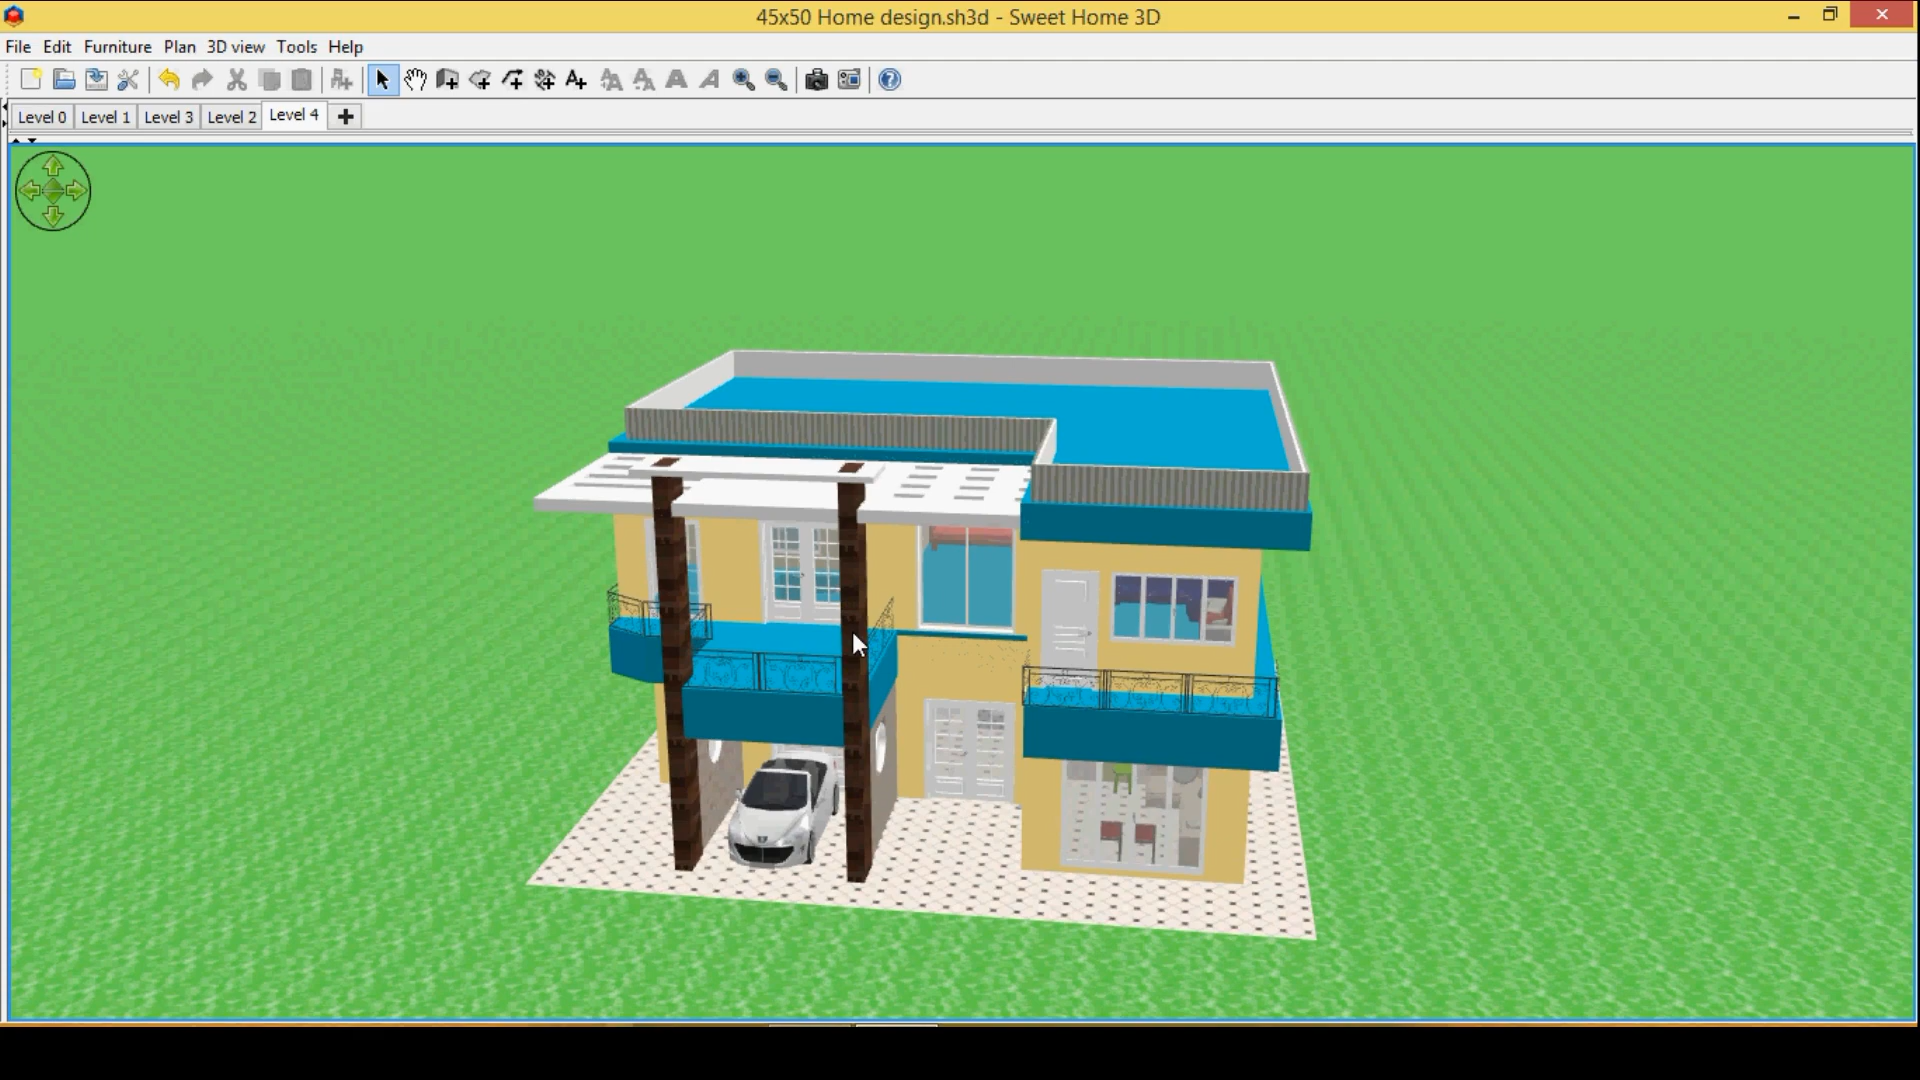 45x50 Home design.sh3d - Sweet Home 3D
File Edit Furniture Plan 3D view Tools Help
Level 0 Level 1 Level 3 Level 2 Level 4